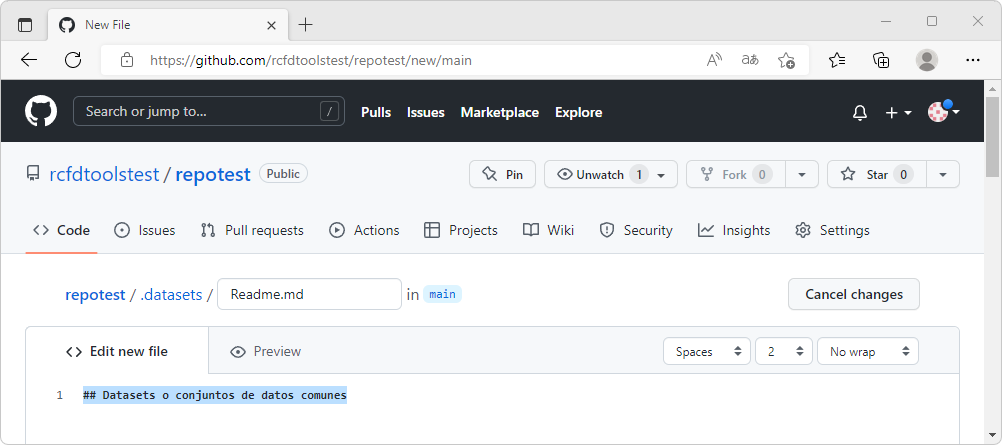 New File
https://github.com/rcfdtoolstest/repotest/new/main
Search or jump to... /
Pulls Issues Marketplace Explore
rcfdtoolstest / repotest Public
Pin Unwatch 1 Fork 0 Star 0
Code Issues Pull requests Actions Projects Wiki Security Insights Settings
repotest / .datasets / Readme.md in main Cancel changes
<> Edit new file Preview Spaces 2 No wrap
1 ## Datasets o conjuntos de datos comunes